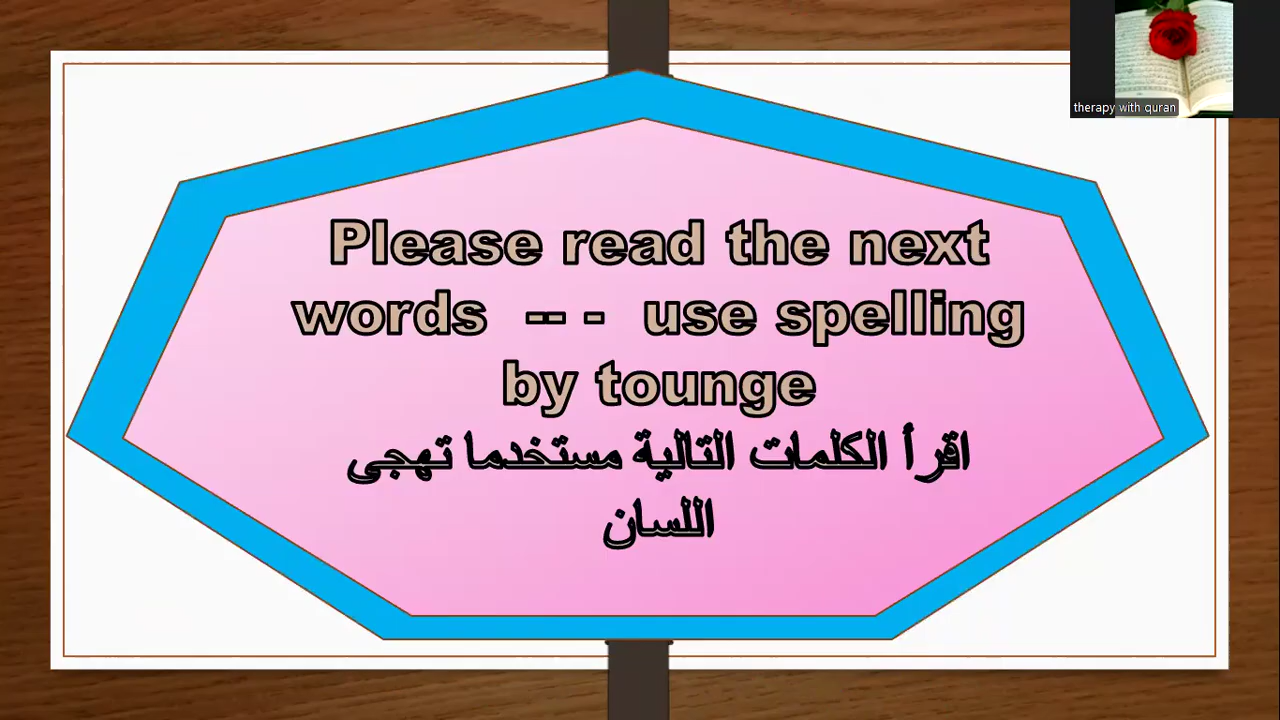 therapy with quran
Please read the next
words -- - use spelling
by tounge
اقرأ الكلمات التالية مستخدما تهجى
اللسان